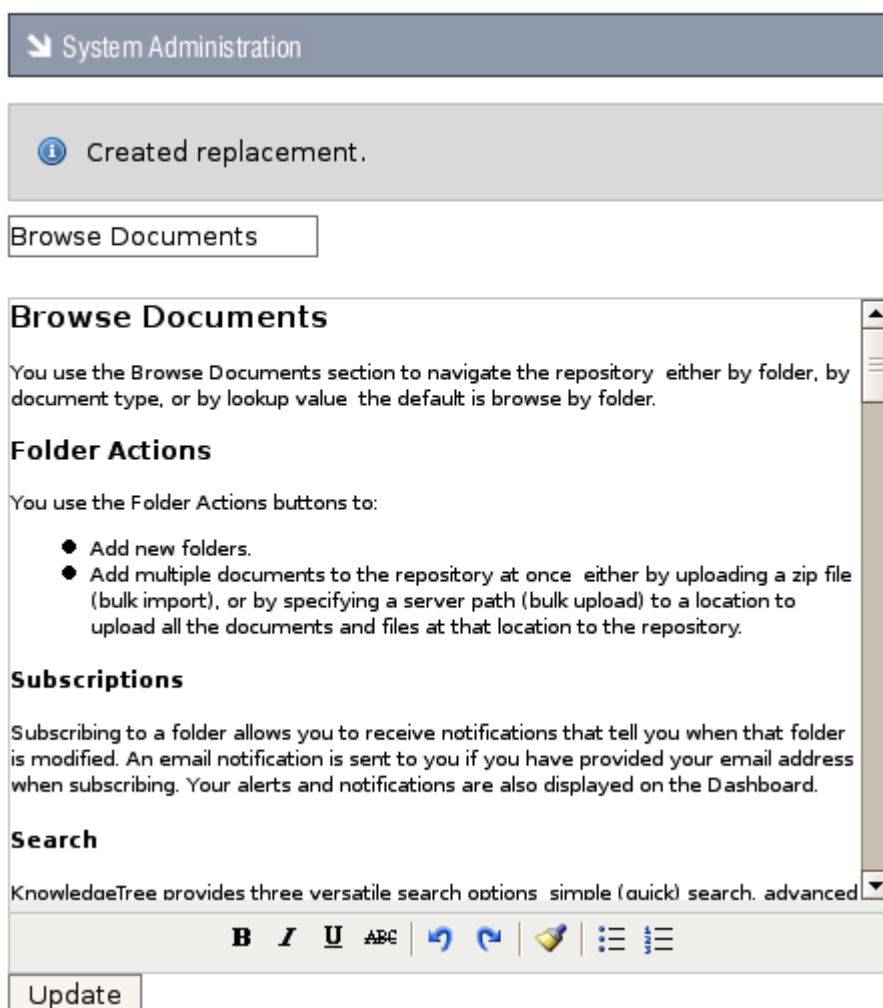 System Administration
Created replacement.
Browse Documents
Browse Documents
You use the Browse Documents section to navigate the repository  either by folder, by
document type, or by lookup value  the default is browse by folder.
Folder Actions
You use the Folder Actions buttons to:
Add new folders.
Add multiple documents to the repository at once  either by uploading a zip file
(bulk import), or by specifying a server path (bulk upload) to a location to
upload all the documents and files at that location to the repository.
Subscriptions
Subscribing to a folder allows you to receive notifications that tell you when that folder
is modified. An email notification is sent to you if you have provided your email address
when subscribing. Your alerts and notifications are also displayed on the Dashboard.
Search
KnowledgeTree provides three versatile search options  simple (quick) search, advanced
B I U ABC
Update